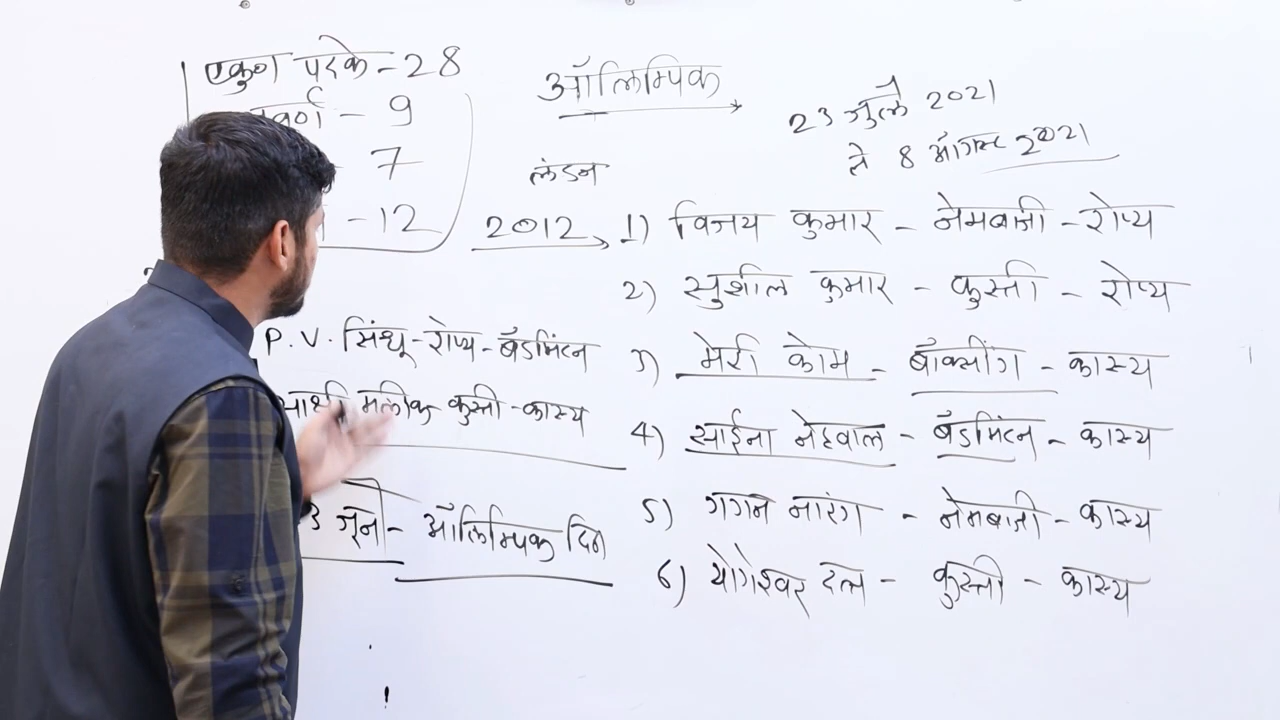 एकुण पदके - 28
9
7
12
ऑलिम्पिक
23 जुलै 2021
ते 8 ऑगस्ट 2021
लंडन
2012
1) विजय कुमार - नेमबाजी - रोप्य
2) सुशील कुमार - कुस्ती - रोप्य
3) मेरी कोम - बॉक्सींग - कास्य
4) साईना नेहवाल - बॅडमिंटन - कास्य
5) गगन नारंग - नेमबाजी - कास्य
6) योगेश्वर दत्त - कुस्ती - कास्य
P. V. सिंधू - रोप्य - बॅडमिंटन
मलीक कुस्ती - कास्य
3 जून - ऑलिम्पिक दिन